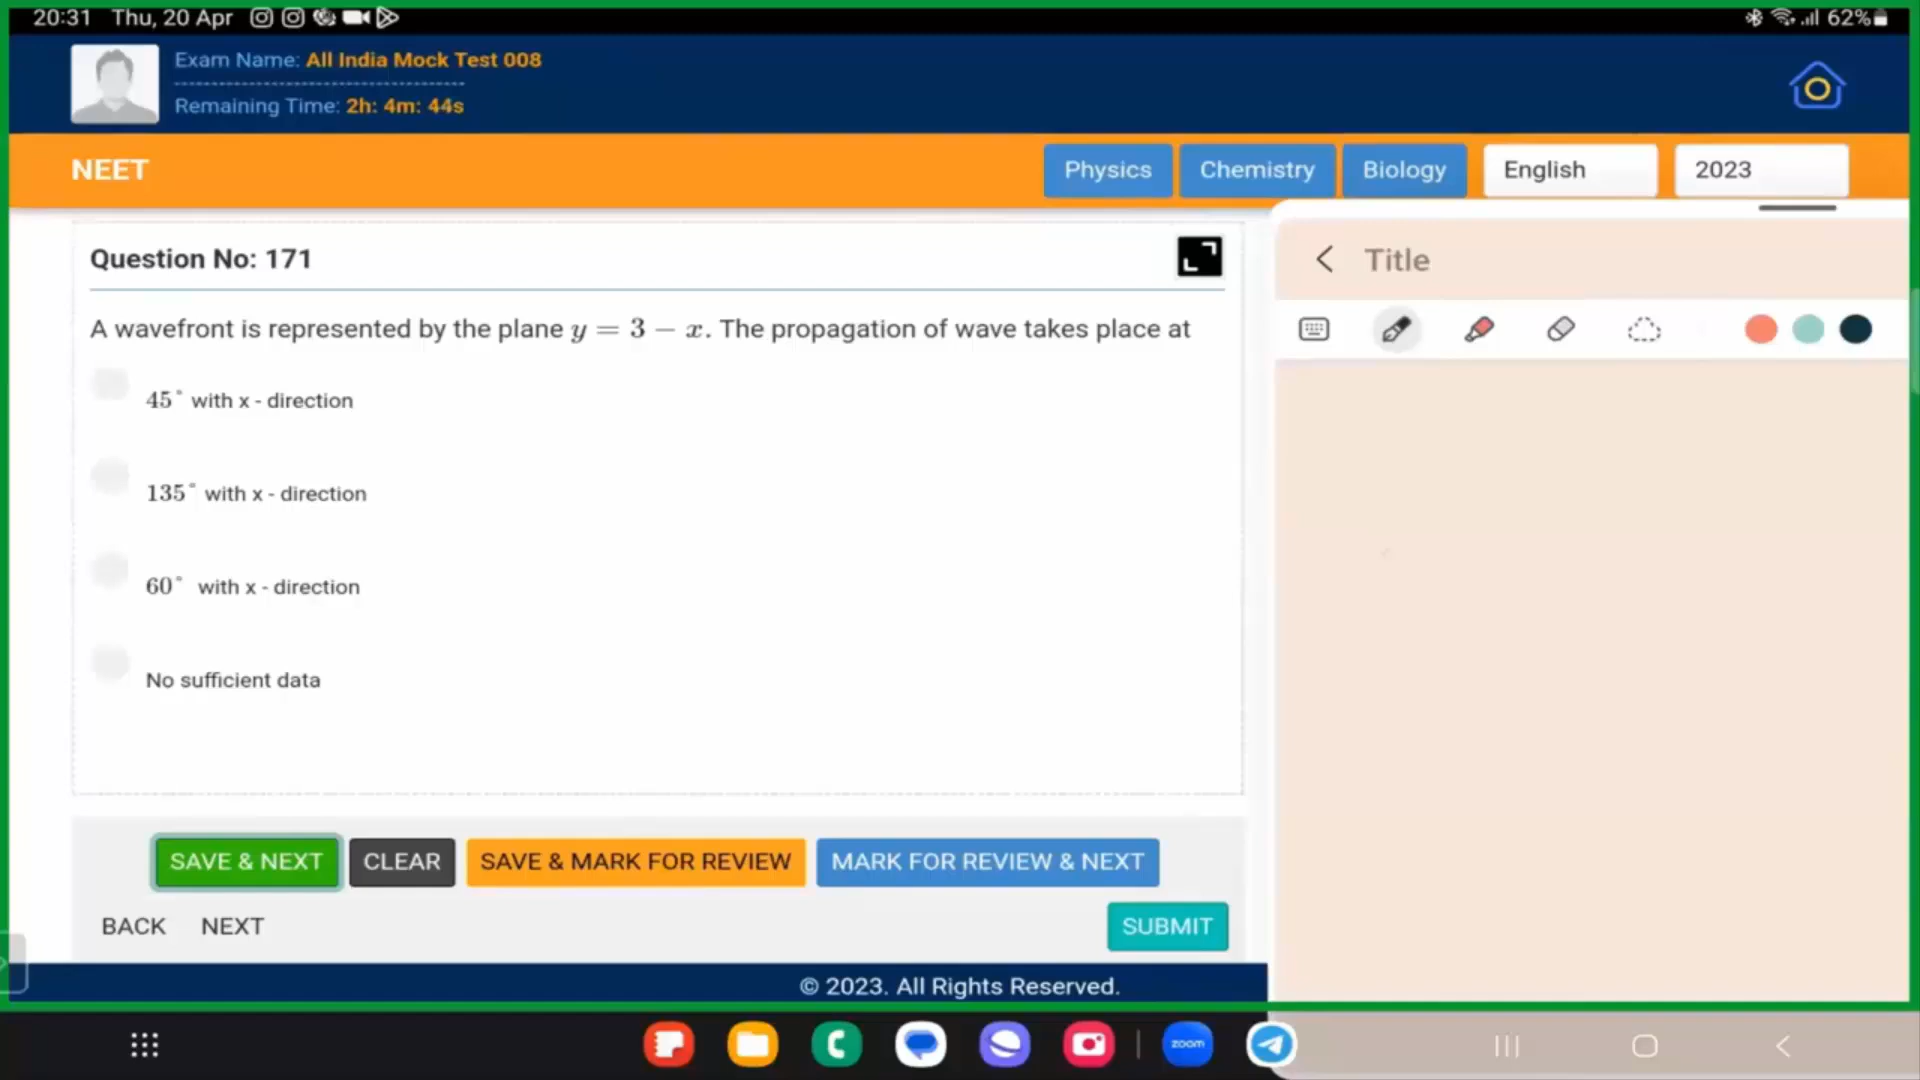 20:31 Thu, 20 Apr
62%
Exam Name: All India Mock Test 008
Remaining Time: 2h: 4m: 44s
NEET
Physics
Chemistry
Biology
English
2023
Question No: 171
Title
A wavefront is represented by the plane y = 3 − x. The propagation of wave takes place at
45° with x - direction
135° with x - direction
60° with x - direction
No sufficient data
SAVE & NEXT
CLEAR
SAVE & MARK FOR REVIEW
MARK FOR REVIEW & NEXT
BACK
NEXT
SUBMIT
© 2023. All Rights Reserved.
zoom